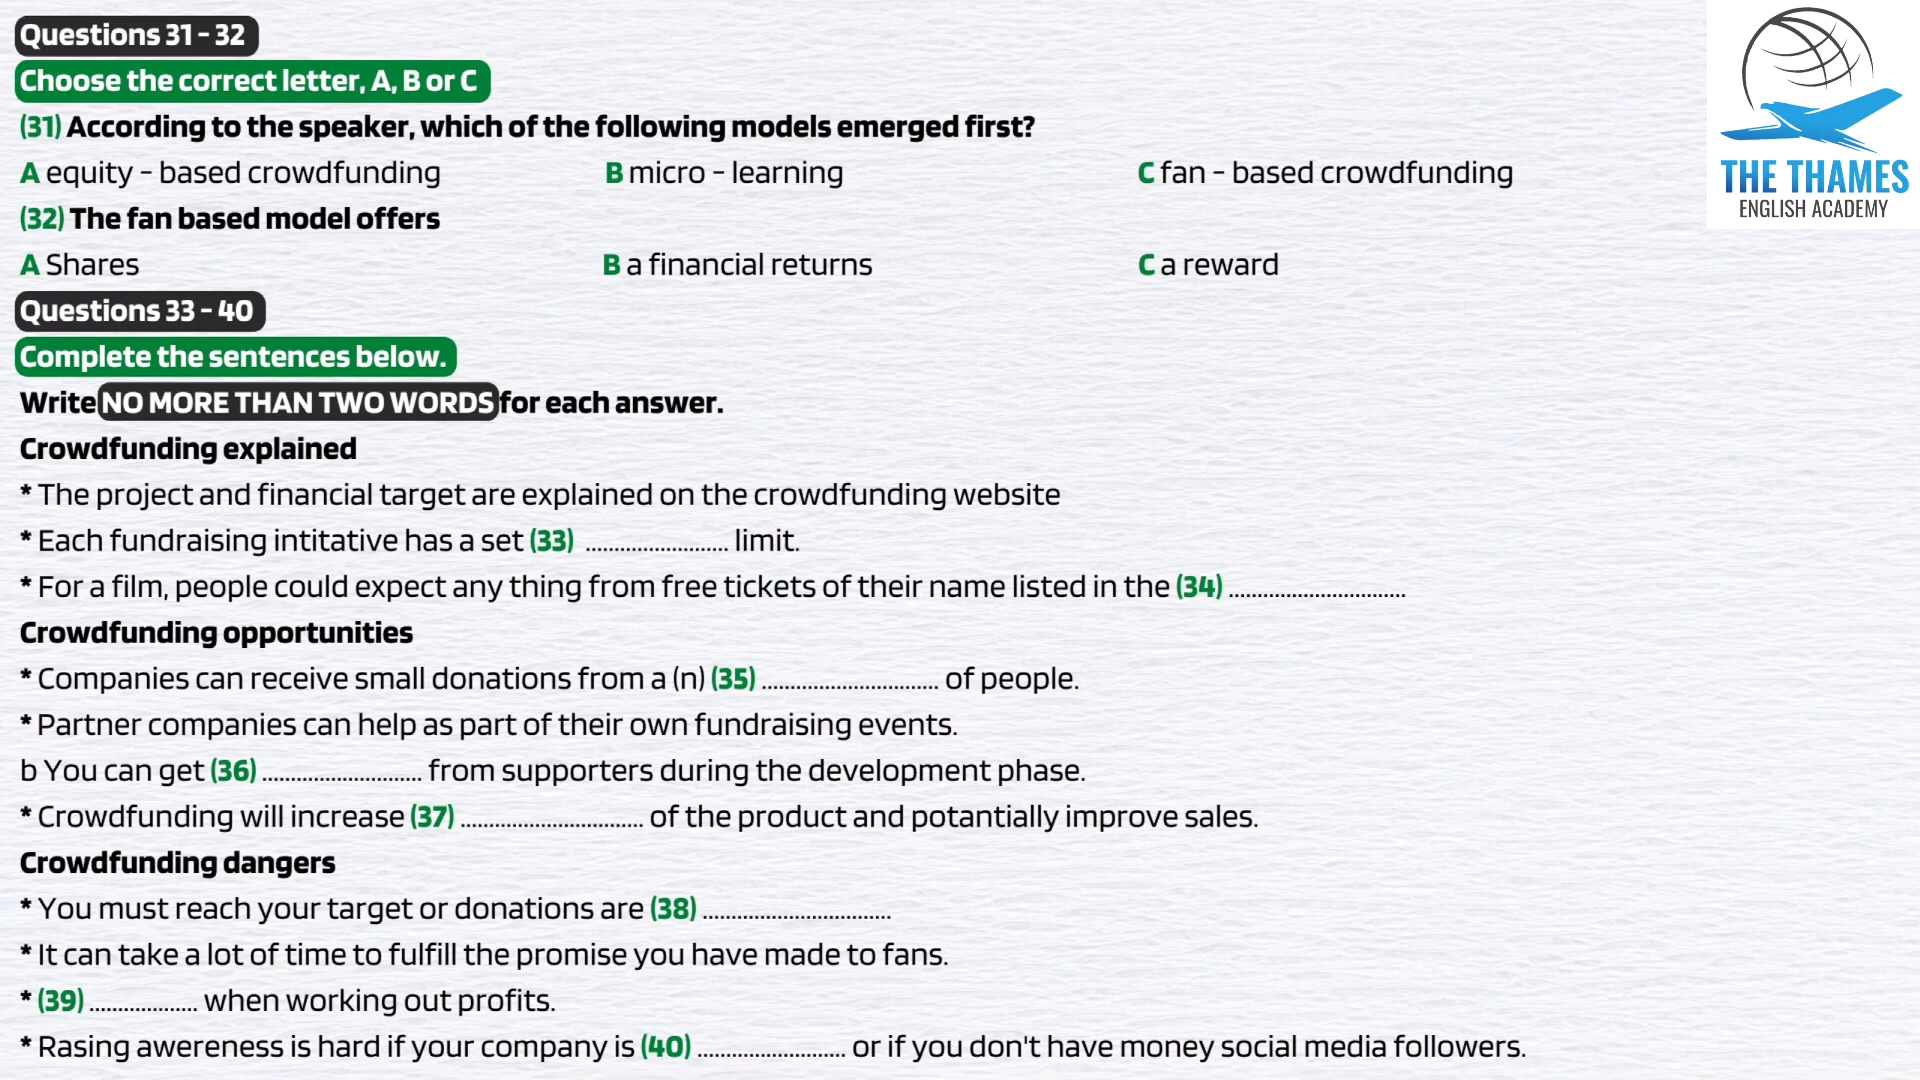 Questions 31 - 32
Choose the correct letter, A, B or C
(31) According to the speaker, which of the following models emerged first?
A equity - based crowdfunding B micro - learning C fan - based crowdfunding
(32) The fan based model offers
A Shares B a financial returns C a reward
Questions 33 - 40
Complete the sentences below.
Write NO MORE THAN TWO WORDS for each answer.
Crowdfunding explained
* The project and financial target are explained on the crowdfunding website
* Each fundraising intitative has a set (33) ......................... limit.
* For a film, people could expect any thing from free tickets of their name listed in the (34) ...............................
Crowdfunding opportunities
* Companies can receive small donations from a (n) (35) ............................... of people.
* Partner companies can help as part of their own fundraising events.
b You can get (36) ............................ from supporters during the development phase.
* Crowdfunding will increase (37) ................................ of the product and potantially improve sales.
Crowdfunding dangers
* You must reach your target or donations are (38) .................................
* It can take a lot of time to fulfill the promise you have made to fans.
* (39) ................... when working out profits.
* Rasing awereness is hard if your company is (40) .......................... or if you don't have money social media followers.
THE THAMES
ENGLISH ACADEMY